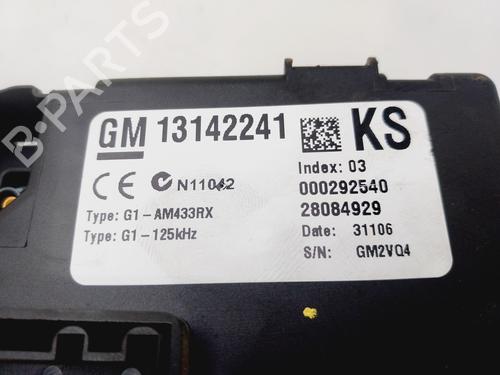 GM 13142241 KS
Index: 03
CE N11042 000292540
Type: G1-AM433RX 28084929
Type: G1-125kHz Date: 31106
S/N: GM2VQ4
B-Parts